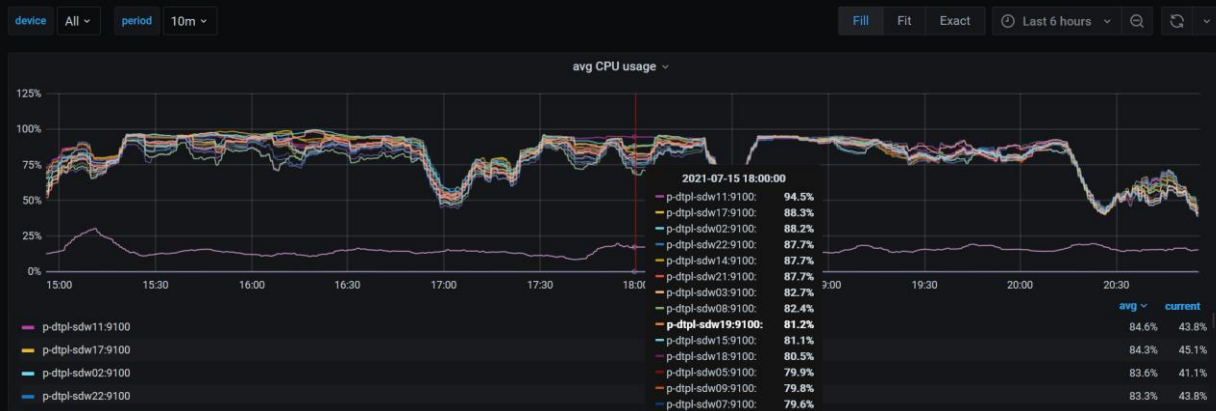 device All period 10m Fill Fit Exact Last 6 hours
avg CPU usage
125%
100%
75%
50%
25%
0%
15:00 15:30 16:00 16:30 17:00 17:30 18:0 9:00 19:30 20:00 20:30
2021-07-15 18:00:00
p-dtpl-sdw11:9100: 94.5%
p-dtpl-sdw17:9100: 88.3%
p-dtpl-sdw02:9100: 88.2%
p-dtpl-sdw22:9100: 87.7%
p-dtpl-sdw14:9100: 87.7%
p-dtpl-sdw21:9100: 87.7%
p-dtpl-sdw03:9100: 82.7%
p-dtpl-sdw08:9100: 82.4%
p-dtpl-sdw19:9100: 81.2%
p-dtpl-sdw15:9100: 81.1%
p-dtpl-sdw18:9100: 80.5%
p-dtpl-sdw05:9100: 79.9%
p-dtpl-sdw09:9100: 79.8%
p-dtpl-sdw07:9100: 79.6%
avg current
p-dtpl-sdw11:9100 84.6% 43.8%
p-dtpl-sdw17:9100 84.3% 45.1%
p-dtpl-sdw02:9100 83.6% 41.1%
p-dtpl-sdw22:9100 83.3% 43.8%